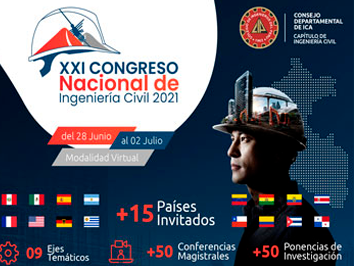 CONSEJO
DEPARTAMENTAL
DE ICA
CAPÍTULO DE
INGENIERÍA CIVIL
XXI CONGRESO
Nacional de
Ingeniería Civil 2021
del 28 Junio
al 02 Julio
Modalidad Virtual
+15 Países
Invitados
09 Ejes
Temáticos
+50 Conferencias
Magistrales
+50 Ponencias de
Investigación